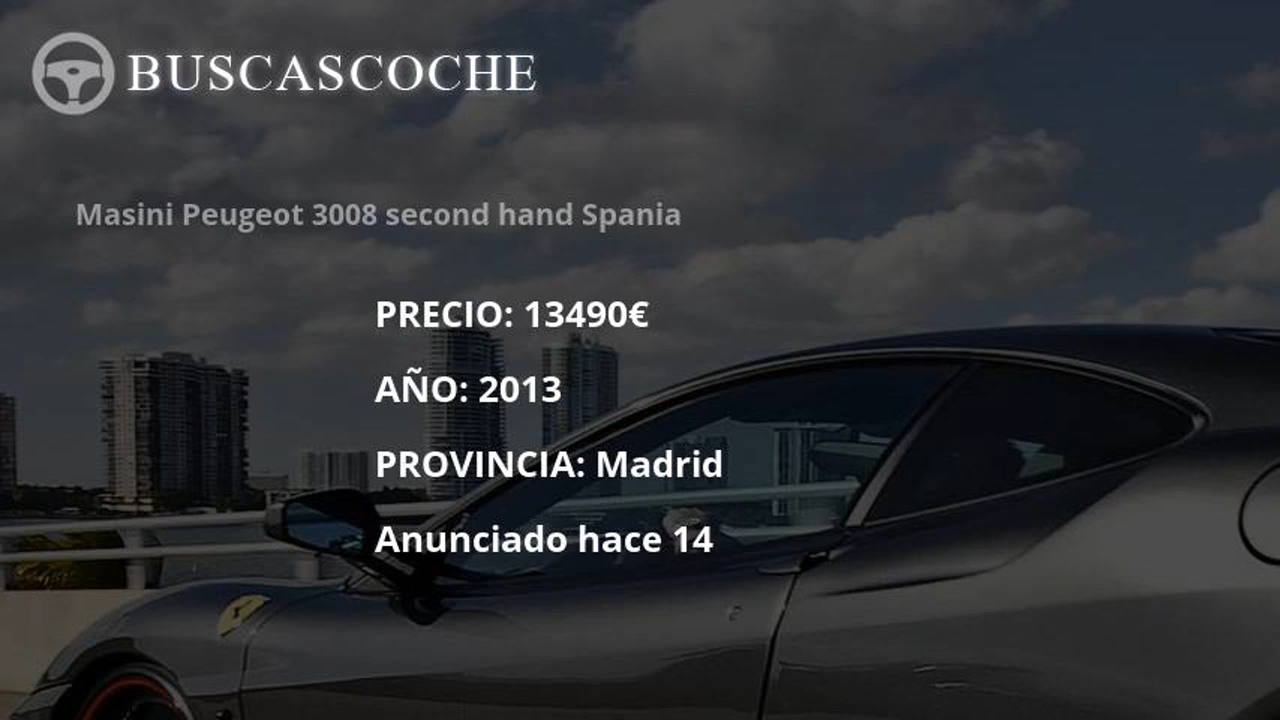 BUSCASCOCHE
Masini Peugeot 3008 second hand Spania
PRECIO: 13490€
AÑO: 2013
PROVINCIA: Madrid
Anunciado hace 14